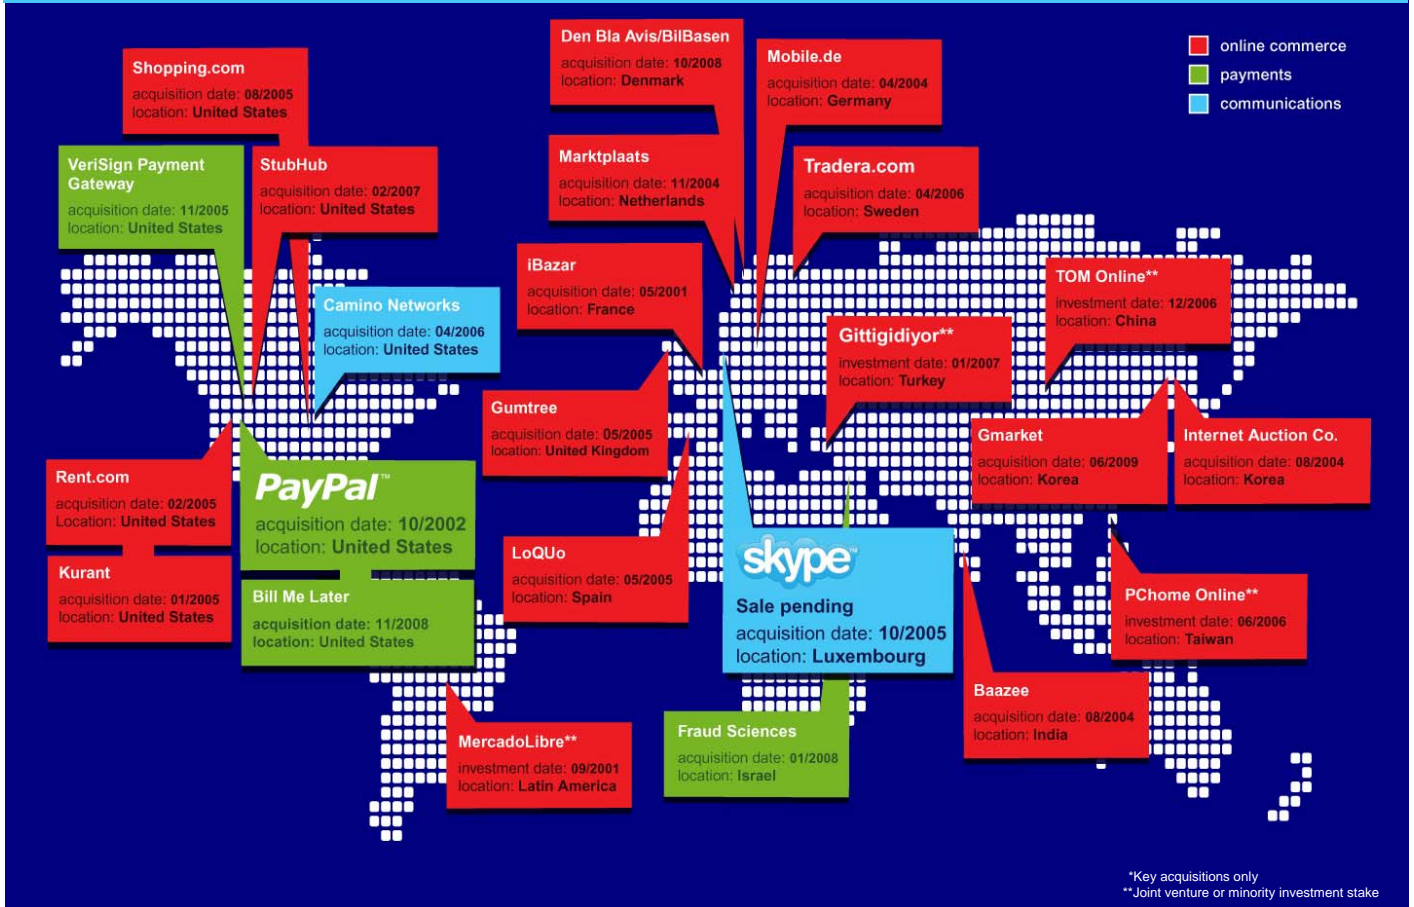 Shopping.com
acquisition date: 08/2005
location: United States
VeriSign Payment
Gateway
acquisition date: 11/2005
location: United States
StubHub
acquisition date: 02/2007
location: United States
Camino Networks
acquisition date: 04/2006
location: United States
Rent.com
acquisition date: 02/2005
Location: United States
Kurant
acquisition date: 01/2005
location: United States
PayPal™
acquisition date: 10/2002
location: United States
Bill Me Later
acquisition date: 11/2008
location: United States
MercadoLibre**
investment date: 09/2001
location: Latin America
Den Bla Avis/BilBasen
acquisition date: 10/2008
location: Denmark
Mobile.de
acquisition date: 04/2004
location: Germany
Marktplaats
acquisition date: 11/2004
location: Netherlands
Tradera.com
acquisition date: 04/2006
location: Sweden
iBazar
acquisition date: 05/2001
location: France
Gumtree
acquisition date: 05/2005
location: United Kingdom
LoQUo
acquisition date: 05/2005
location: Spain
skype™
Sale pending
acquisition date: 10/2005
location: Luxembourg
Fraud Sciences
acquisition date: 01/2008
location: Israel
Gittigidiyor**
investment date: 01/2007
location: Turkey
TOM Online**
investment date: 12/2006
location: China
Gmarket
acquisition date: 06/2009
location: Korea
Internet Auction Co.
acquisition date: 08/2004
location: Korea
PChome Online**
investment date: 06/2006
location: Taiwan
Baazee
acquisition date: 08/2004
location: India
online commerce
payments
communications
*Key acquisitions only
**Joint venture or minority investment stake